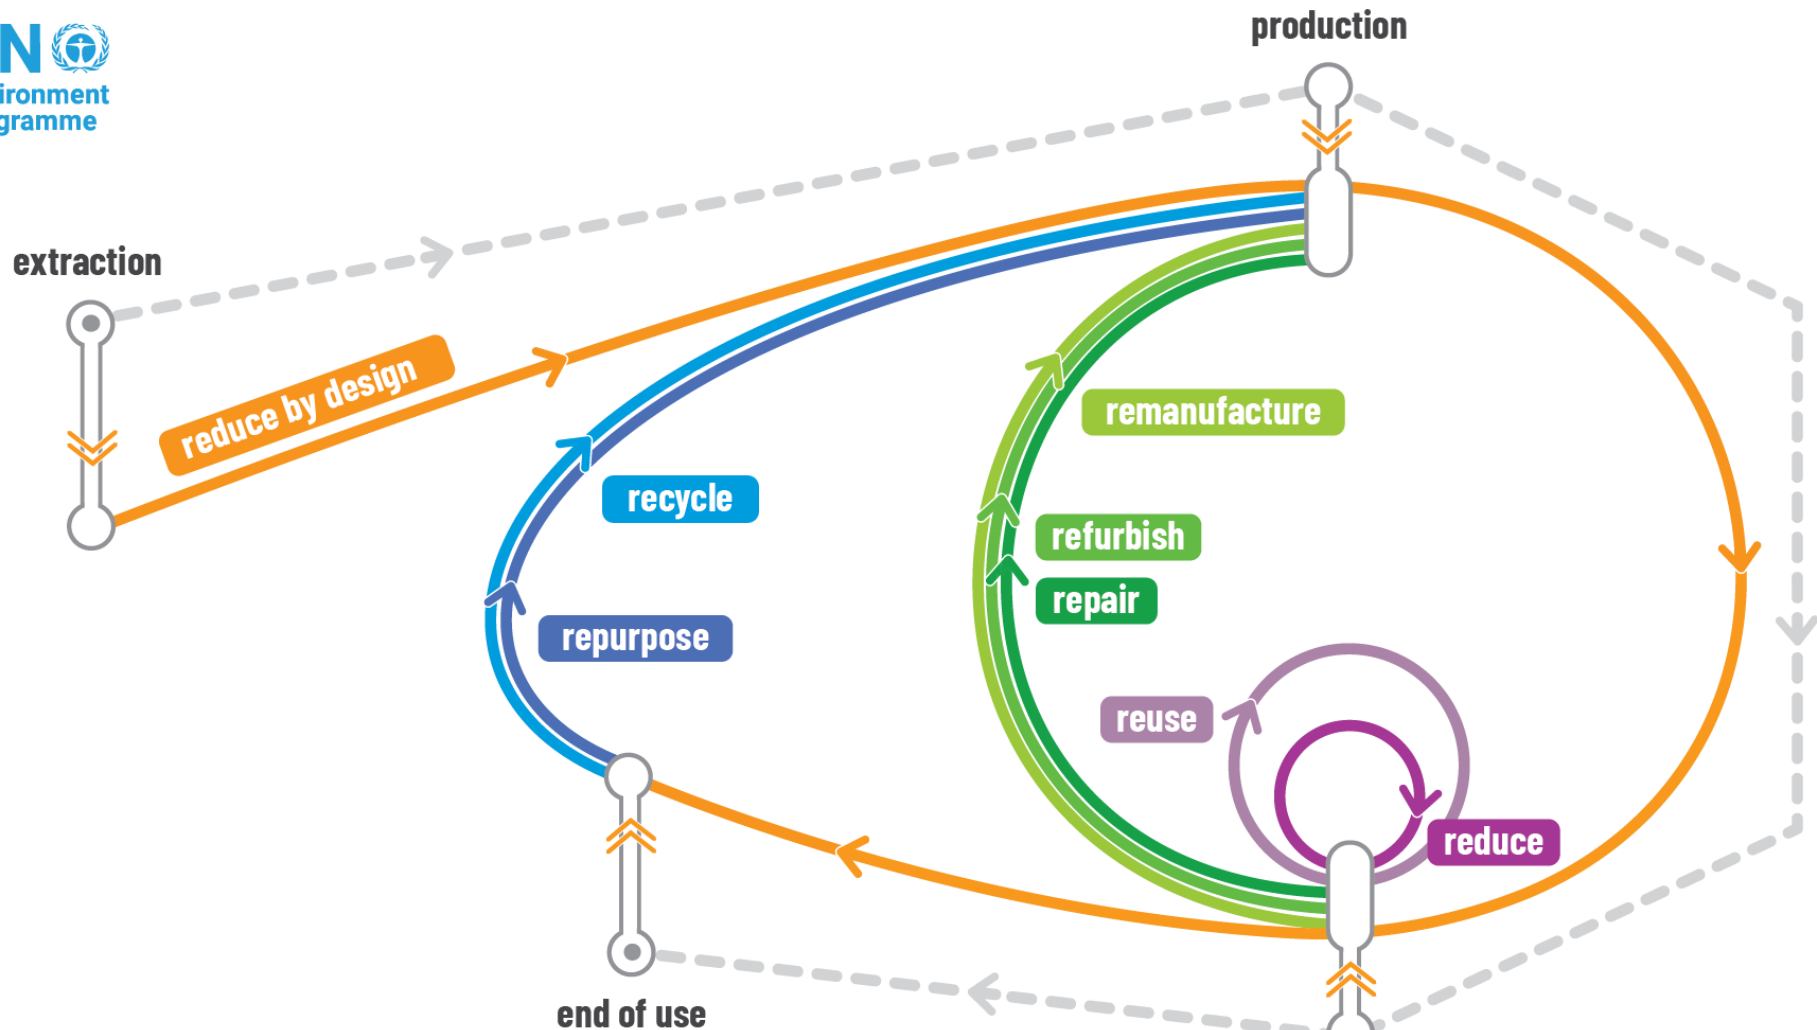 N
ironment
gramme
production
extraction
reduce by design
remanufacture
recycle
refurbish
repair
repurpose
reuse
reduce
end of use